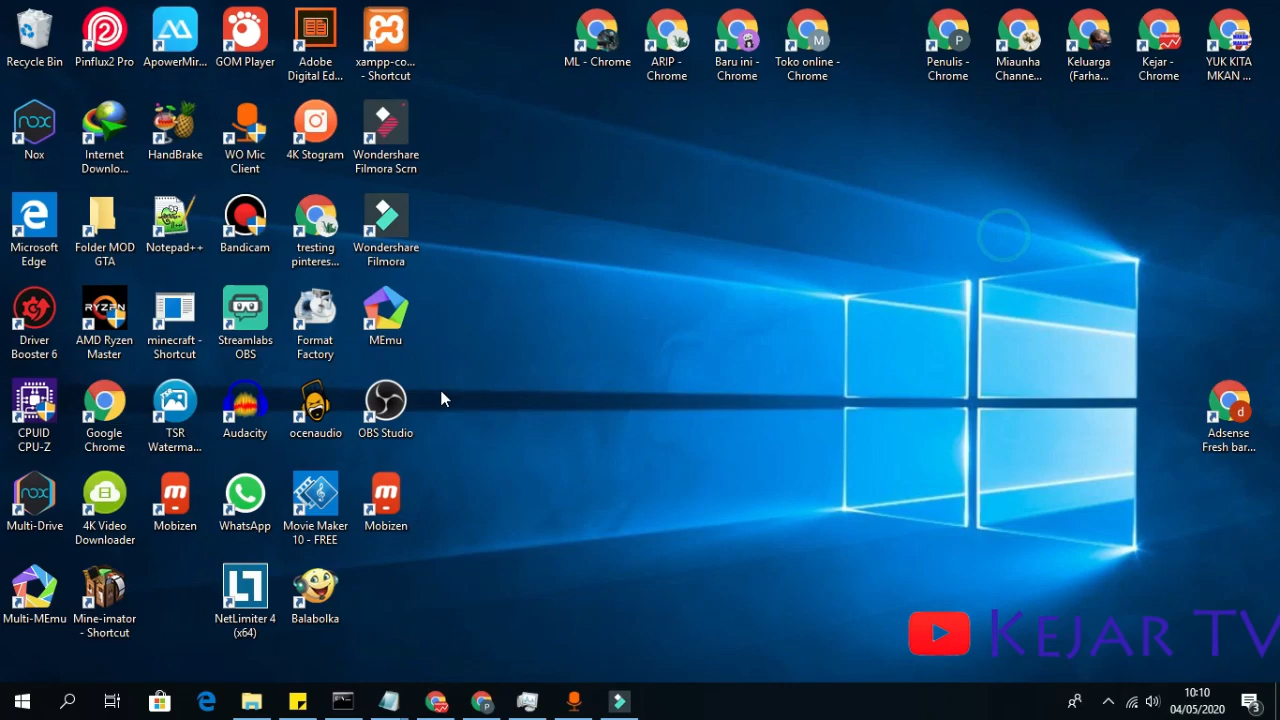 Recycle Bin
Pinflux2 Pro
ApowerMir...
GOM Player
Adobe
Digital Ed...
xampp-co...
- Shortcut
ML - Chrome
ARIP -
Chrome
Baru ini -
Chrome
Toko online -
Chrome
Penulis -
Chrome
Miaunha
Channe...
Keluarga
(Farha...
Kejar -
Chrome
YUK KITA
MKAN ...
Nox
Internet
Downlo...
HandBrake
WO Mic
Client
4K Stogram
Wondershare
Filmora Scrn
Microsoft
Edge
Folder MOD
GTA
Notepad++
Bandicam
tresting
pinteres...
Wondershare
Filmora
Driver
Booster 6
RYZEN
AMD Ryzen
Master
minecraft -
Shortcut
Streamlabs
OBS
Format
Factory
MEmu
CPUID
CPU-Z
Google
Chrome
TSR
Waterma...
Audacity
ocenaudio
OBS Studio
Adsense
Fresh bar...
Multi-Drive
4K Video
Downloader
Mobizen
WhatsApp
Movie Maker
10 - FREE
Mobizen
Multi-MEmu
Mine-imator
- Shortcut
NetLimiter 4
(x64)
Balabolka
KEJAR TV
10:10
04/05/2020
3